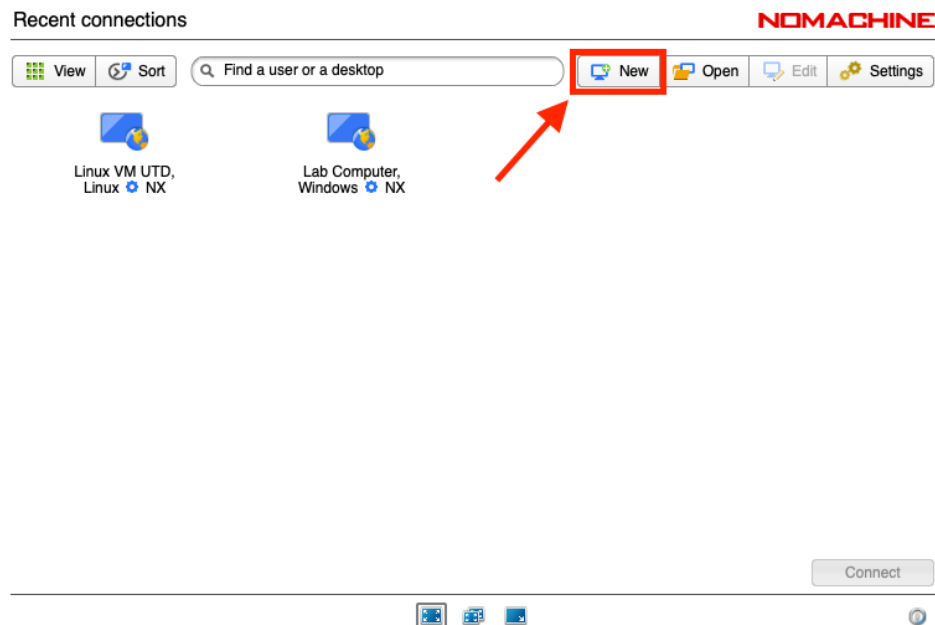 Recent connections
NOMACHINE
View Sort Find a user or a desktop New Open Edit Settings
Linux VM UTD,
Linux NX
Lab Computer,
Windows NX
Connect